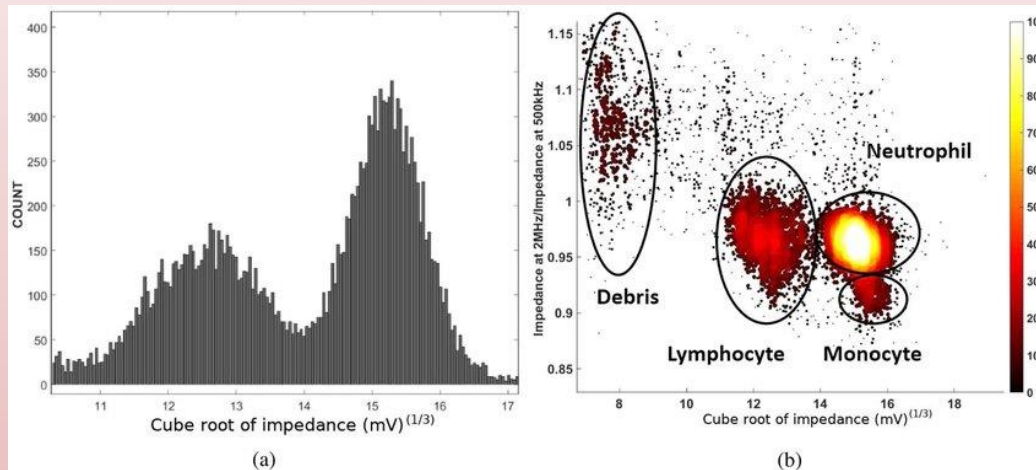 400
350
300
250
200
150
100
50
0
COUNT
11 12 13 14 15 16 17
Cube root of impedance (mV)(1/3)
(a)
1.15
1.1
1.05
1
0.95
0.9
0.85
Impedance at 2MHz/Impedance at 500kHz
Neutrophil
Debris
Lymphocyte
Monocyte
8 10 12 14 16 18
Cube root of impedance (mV)(1/3)
(b)
90
80
70
60
50
40
30
20
10
0